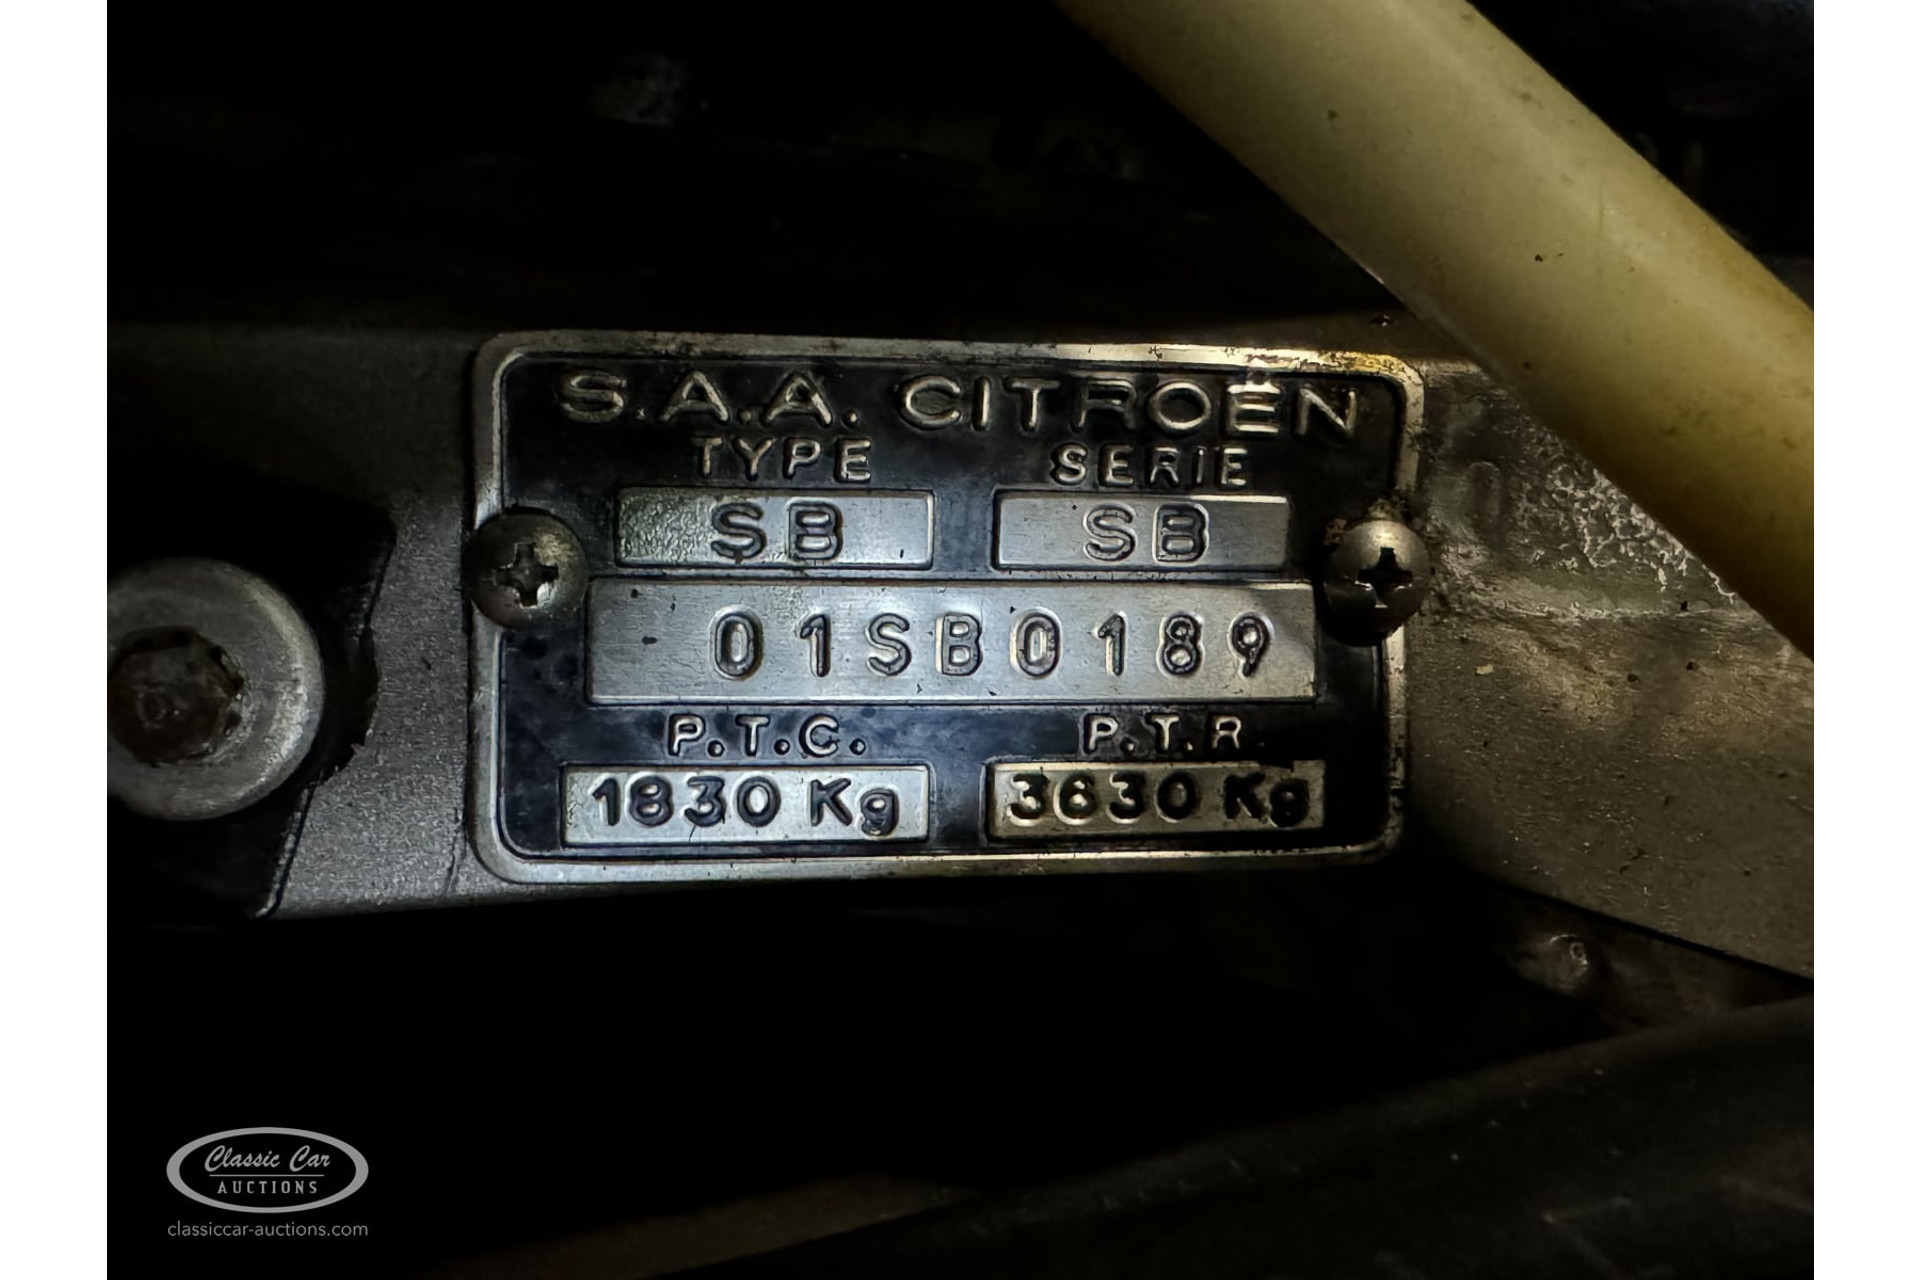 S.A.A. CITROËN
TYPE SERIE
SB SB
01SB0189
P.T.C. P.T.R.
1830 Kg 3630 Kg
Classic Car
AUCTIONS
classiccar-auctions.com